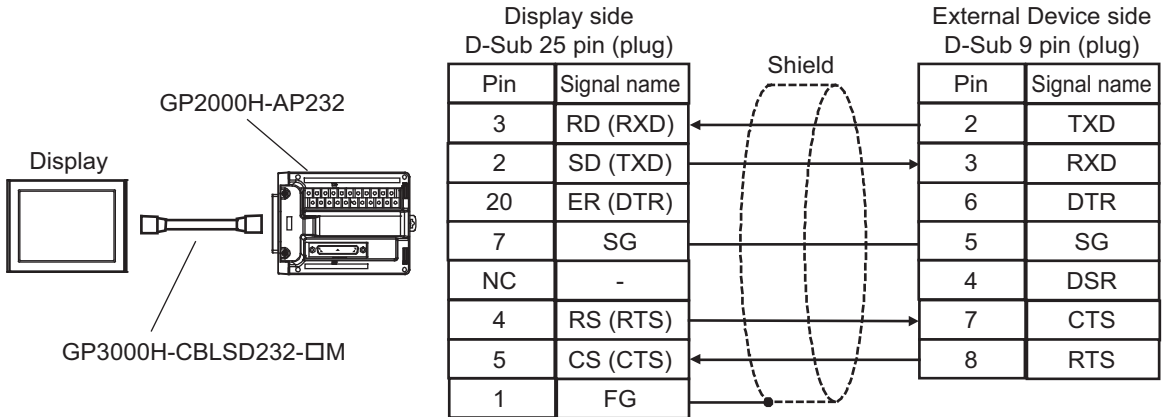 GP2000H-AP232
Display
GP3000H-CBLSD232-□M
Display side
D-Sub 25 pin (plug)
Pin Signal name
3 RD (RXD)
2 SD (TXD)
20 ER (DTR)
7 SG
NC -
4 RS (RTS)
5 CS (CTS)
1 FG
Shield
External Device side
D-Sub 9 pin (plug)
Pin Signal name
2 TXD
3 RXD
6 DTR
5 SG
4 DSR
7 CTS
8 RTS